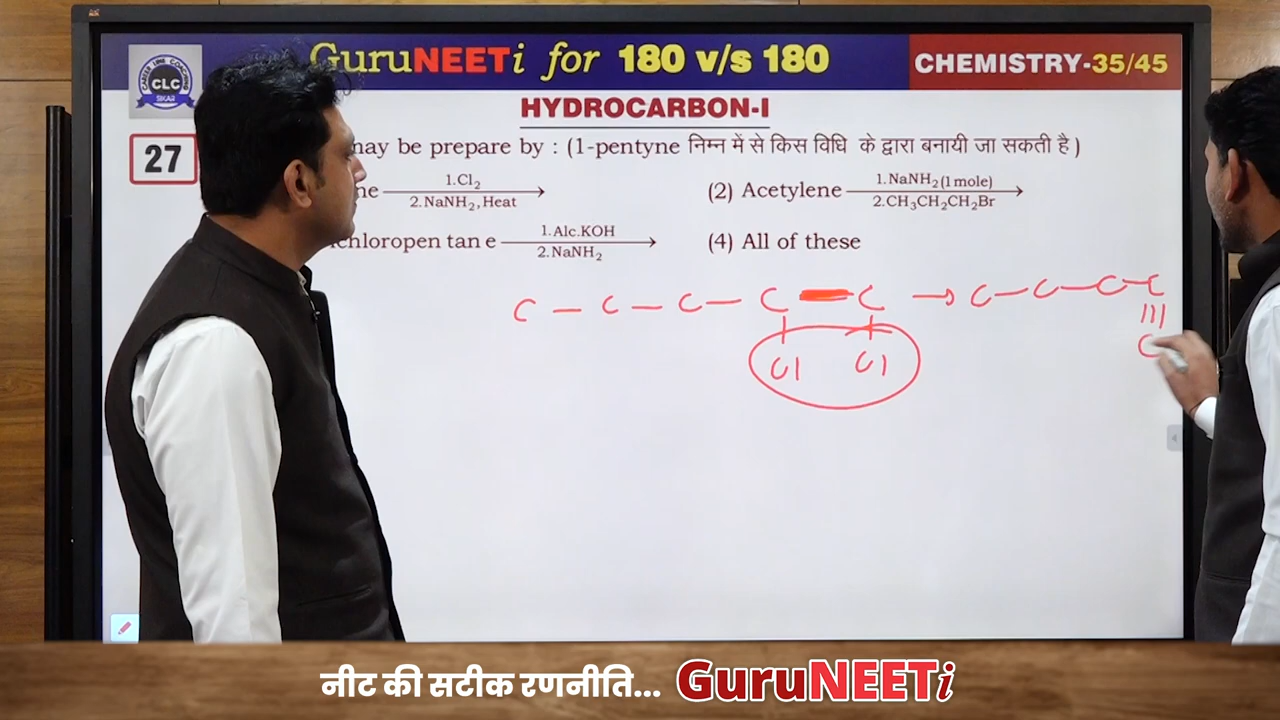 CAREER LINE COACHING
CLC
SIKAR
GuruNEETi for 180 v/s 180
CHEMISTRY-35/45
HYDROCARBON-I
27
may be prepare by : (1-pentyne निम्न में से किस विधि के द्वारा बनायी जा सकती है )
ne 1.Cl₂ 2.NaNH₂,Heat
(2) Acetylene 1.NaNH₂(1 mole) 2.CH₃CH₂CH₂Br
chloropen tan e 1.Alc.KOH 2.NaNH₂
(4) All of these
C — C — C — C — C → C — C — C — C
Cl Cl ||| C
नीट की सटीक रणनीति... GuruNEETi